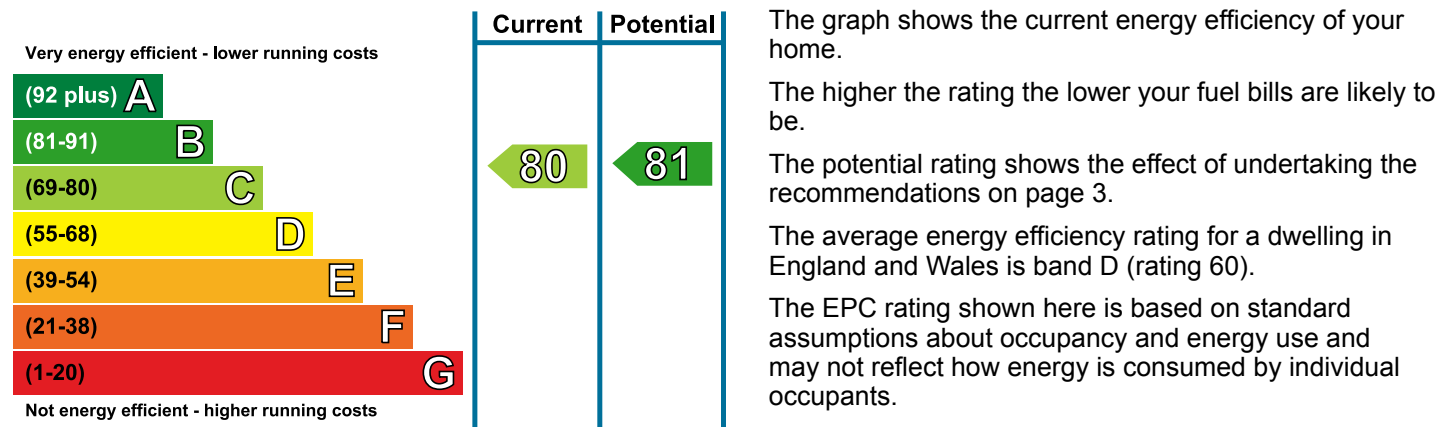 Current Potential
Very energy efficient - lower running costs
(92 plus) A
(81-91) B
(69-80) C
(55-68) D
(39-54) E
(21-38) F
(1-20) G
Not energy efficient - higher running costs
80 81
The graph shows the current energy efficiency of your
home.
The higher the rating the lower your fuel bills are likely to
be.
The potential rating shows the effect of undertaking the
recommendations on page 3.
The average energy efficiency rating for a dwelling in
England and Wales is band D (rating 60).
The EPC rating shown here is based on standard
assumptions about occupancy and energy use and
may not reflect how energy is consumed by individual
occupants.